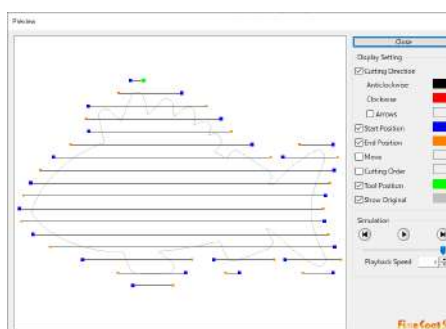 Preview
Close
Display Setting
Cutting Direction
Anticlockwise
Clockwise
Arrows
Start Position
End Position
Move
Cutting Order
Tool Position
Show Original
Simulation
Playback Speed